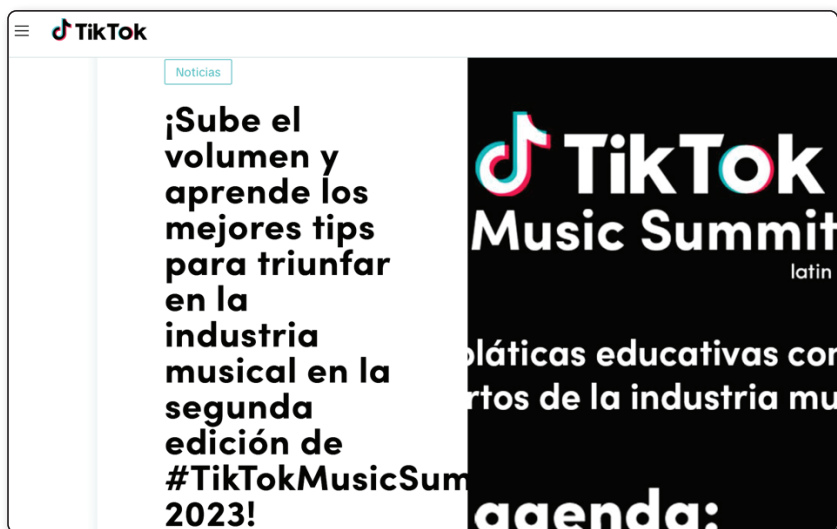 TikTok
Noticias
¡Sube el
volumen y
aprende los
mejores tips
para triunfar
en la
industria
musical en la
segunda
edición de
#TikTokMusicSum
2023!
TikTok
Music Summit
latin
pláticas educativas con
rtos de la industria mu
agenda: